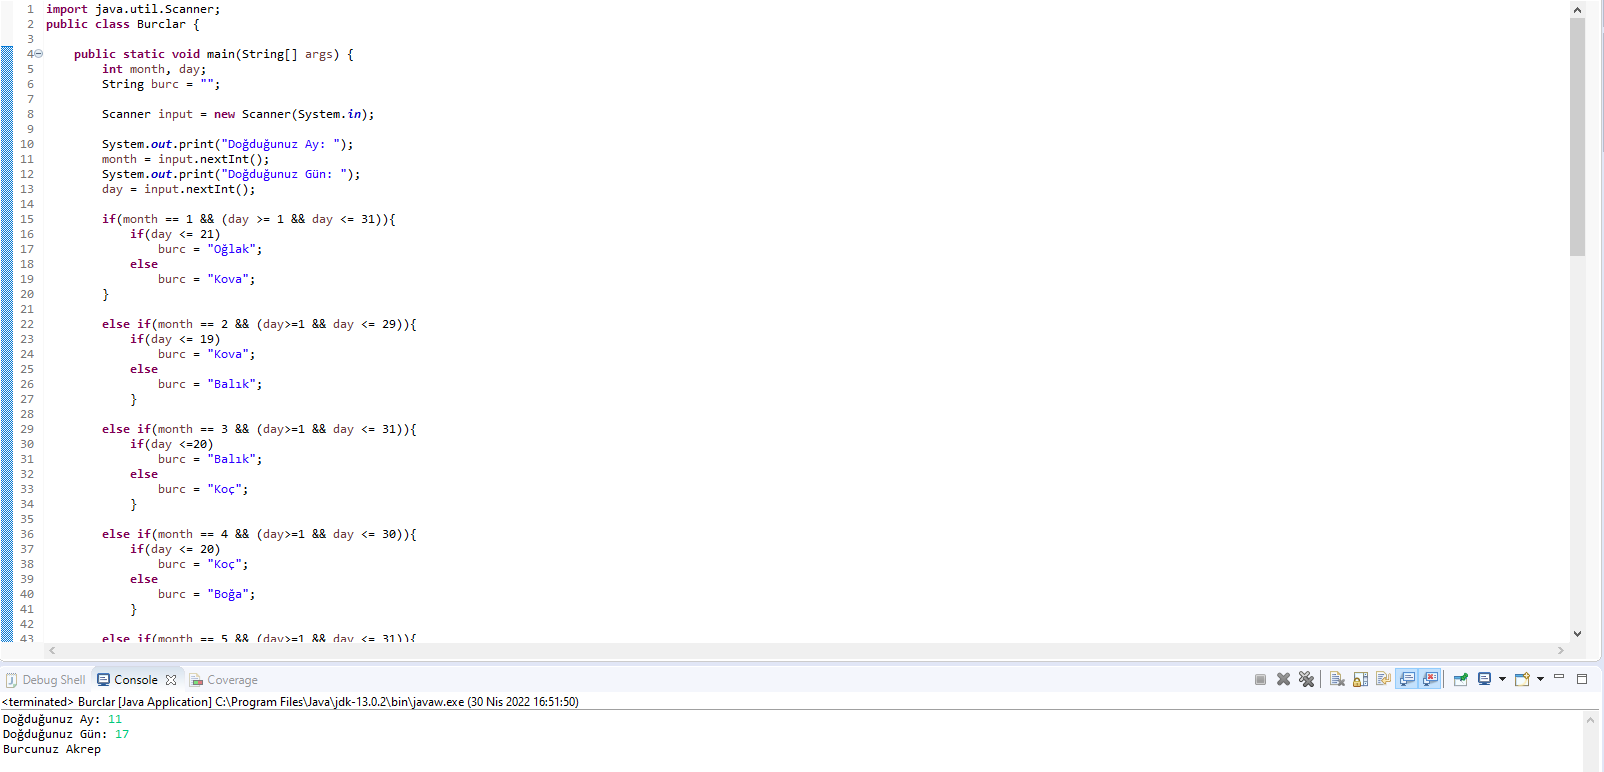 1 import java.util.Scanner;
2 public class Burclar {
3
4 public static void main(String[] args) {
5 int month, day;
6 String burc = "";
7
8 Scanner input = new Scanner(System.in);
9
10 System.out.print("Doğduğunuz Ay: ");
11 month = input.nextInt();
12 System.out.print("Doğduğunuz Gün: ");
13 day = input.nextInt();
14
15 if(month == 1 && (day >= 1 && day <= 31)){
16 if(day <= 21)
17 burc = "Oğlak";
18 else
19 burc = "Kova";
20 }
21
22 else if(month == 2 && (day>=1 && day <= 29)){
23 if(day <= 19)
24 burc = "Kova";
25 else
26 burc = "Balık";
27 }
28
29 else if(month == 3 && (day>=1 && day <= 31)){
30 if(day <=20)
31 burc = "Balık";
32 else
33 burc = "Koç";
34 }
35
36 else if(month == 4 && (day>=1 && day <= 30)){
37 if(day <= 20)
38 burc = "Koç";
39 else
40 burc = "Boğa";
41 }
42
43 else if(month == 5 && (day>=1 && day <= 31)){
Debug Shell Console Coverage
<terminated> Burclar [Java Application] C:\Program Files\Java\jdk-13.0.2\bin\javaw.exe (30 Nis 2022 16:51:50)
Doğduğunuz Ay: 11
Doğduğunuz Gün: 17
Burcunuz Akrep